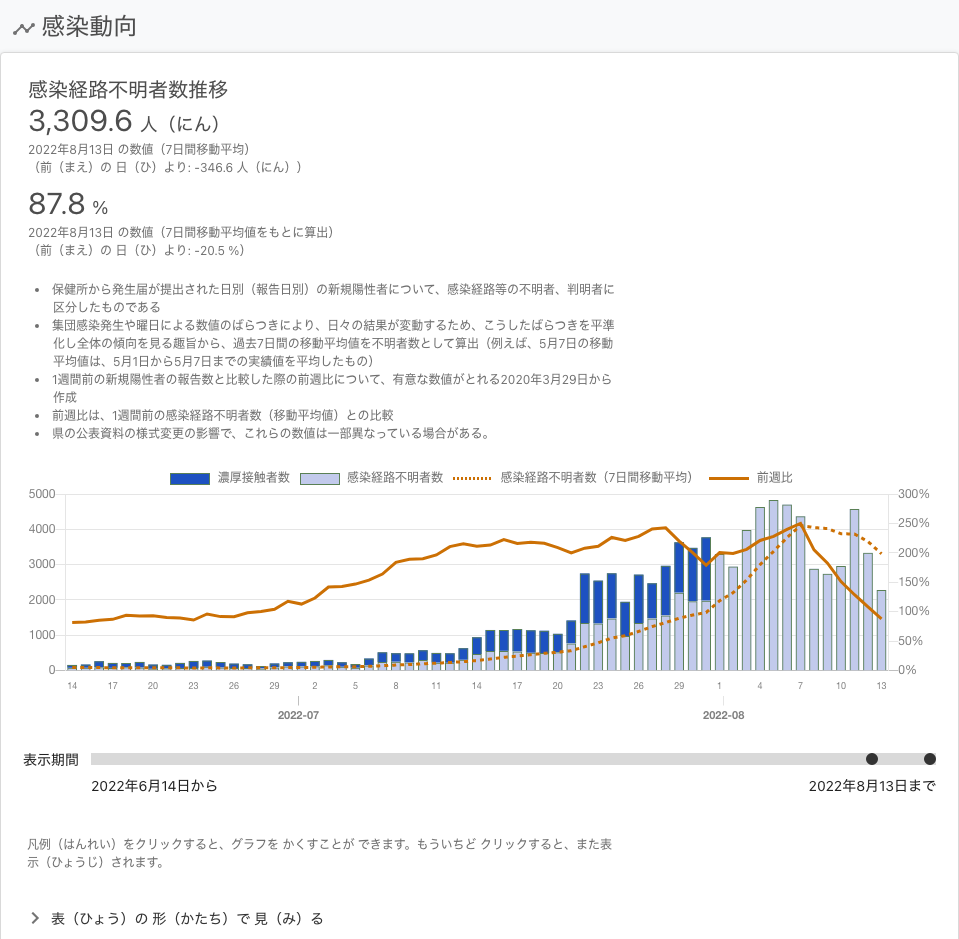 感染動向
感染経路不明者数推移
3,309.6 人（にん）
2022年8月13日 の数値（7日間移動平均）
（前（まえ）の 日（ひ）より: -346.6 人（にん））
87.8 %
2022年8月13日 の数値（7日間移動平均値をもとに算出）
（前（まえ）の 日（ひ）より: -20.5 %）
• 保健所から発生届が提出された日別（報告日別）の新規陽性者について、感染経路等の不明者、判明者に
区分したものである
• 集団感染発生や曜日による数値のばらつきにより、日々の結果が変動するため、こうしたばらつきを平準
化し全体の傾向を見る趣旨から、過去7日間の移動平均値を不明者数として算出（例えば、5月7日の移動
平均値は、5月1日から5月7日までの実績値を平均したもの）
• 1週間前の新規陽性者の報告数と比較した際の前週比について、有意な数値がとれる2020年3月29日から
作成
• 前週比は、1週間前の感染経路不明者数（移動平均値）との比較
• 県の公表資料の様式変更の影響で、これらの数値は一部異なっている場合がある。
濃厚接触者数 感染経路不明者数 感染経路不明者数（7日間移動平均） 前週比
5000 300%
250%
4000
200%
3000
150%
2000
100%
1000
50%
0 0%
14 17 20 23 26 29 2 5 8 11 14 17 20 23 26 29 1 4 7 10 13
2022-07 2022-08
表示期間
2022年6月14日から 2022年8月13日まで
凡例（はんれい）をクリックすると、グラフを かくすことが できます。もういちど クリックすると、また表
示（ひょうじ）されます。
表（ひょう）の 形（かたち）で 見（み）る